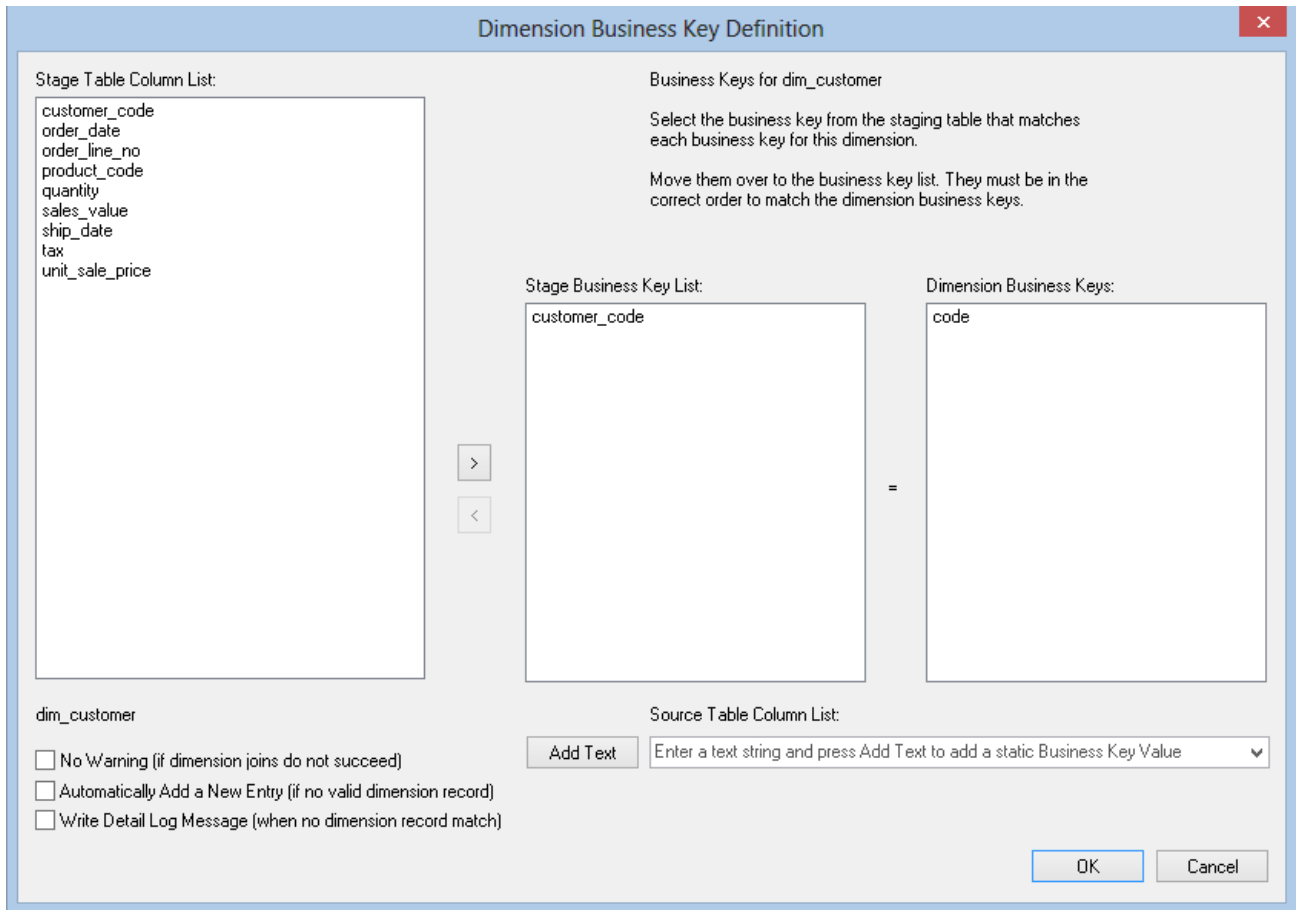 Dimension Business Key Definition
Stage Table Column List:
customer_code
order_date
order_line_no
product_code
quantity
sales_value
ship_date
tax
unit_sale_price
Business Keys for dim_customer
Select the business key from the staging table that matches
each business key for this dimension.
Move them over to the business key list. They must be in the
correct order to match the dimension business keys.
Stage Business Key List:
customer_code
>
<
=
Dimension Business Keys:
code
dim_customer
No Warning (if dimension joins do not succeed)
Automatically Add a New Entry (if no valid dimension record)
Write Detail Log Message (when no dimension record match)
Source Table Column List:
Add Text
Enter a text string and press Add Text to add a static Business Key Value
OK
Cancel